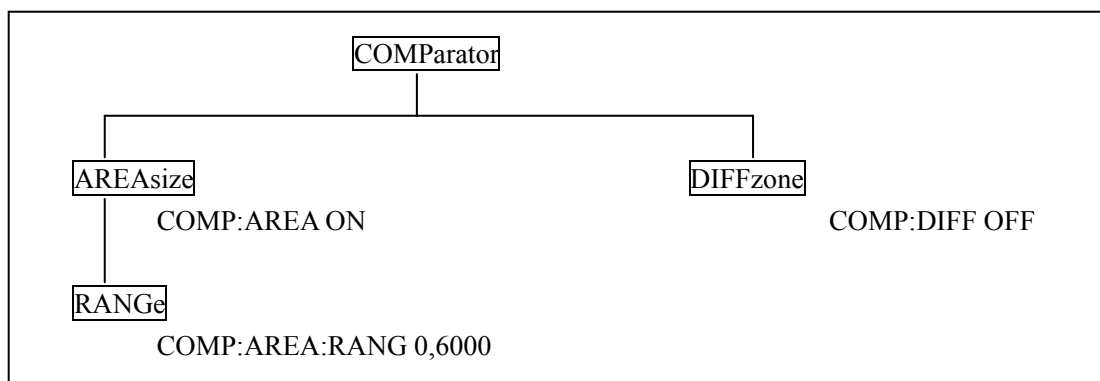 COMParator
AREAsize
DIFFzone
COMP:AREA ON
COMP:DIFF OFF
RANGe
COMP:AREA:RANG 0,6000